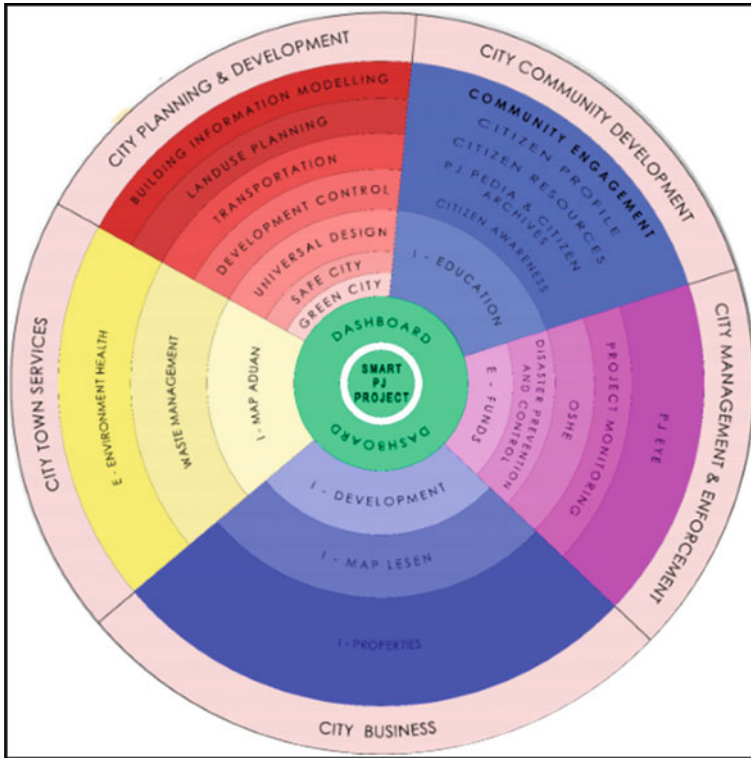 CITY PLANNING & DEVELOPMENT
BUILDING INFORMATION MODELLING
LANDUSE PLANNING
TRANSPORTATION
DEVELOPMENT CONTROL
UNIVERSAL DESIGN
SAFE CITY
GREEN CITY
CITY COMMUNITY DEVELOPMENT
COMMUNITY ENGAGEMENT
CITIZEN PROFILE
CITIZEN RESOURCES
PJ PEDIA & CITIZEN
ARCHIVES
CITIZEN AWARENESS
I - EDUCATION
CITY MANAGEMENT & ENFORCEMENT
PJ EYE
PROJECT MONITORING
OSHE
DISASTER PREVENTION
AND CONTROL
E - FUNDS
CITY BUSINESS
I - DEVELOPMENT
I - MAP LESEN
I - PROPERTIES
CITY TOWN SERVICES
E - ENVIRONMENT HEALTH
WASTE MANAGEMENT
I - MAP ADUAN
DASHBOARD
SMART
PJ
PROJECT
DASHBOARD